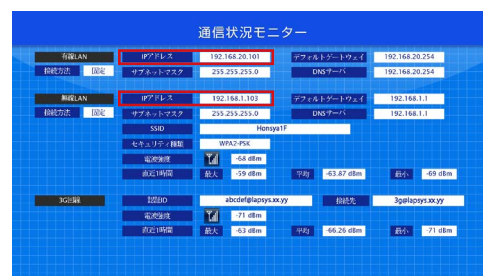 通信状況モニター
有線LAN IPアドレス 192.168.20.101 デフォルトゲートウェイ 192.168.20.254
接続方法 固定 サブネットマスク 255.255.255.0 DNSサーバ 192.168.20.254
無線LAN IPアドレス 192.168.1.103 デフォルトゲートウェイ 192.168.1.1
接続方法 固定 サブネットマスク 255.255.255.0 DNSサーバ 192.168.1.1
SSID Honsya1F
セキュリティ種類 WPA2-PSK
電波強度 -68 dBm
直近1時間 最大 -59 dBm 平均 -63.87 dBm 最小 -69 dBm
3G回線 認証ID abcdef@lapsys.xx.yy 接続先 3g@lapsys.xx.yy
電波強度 -71 dBm
直近1時間 最大 -63 dBm 平均 -66.26 dBm 最小 -71 dBm